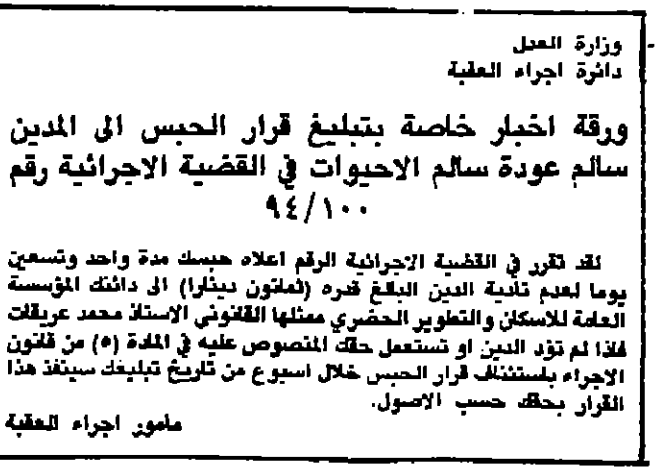 وزارة العدل
دائرة اجراء العقبة
ورقة اخبار خاصة بتبليغ قرار الحبس الى المدين
سالم عودة سالم الاحيوات في القضية الاجرائية رقم
٩٤/١٠٠
لقد تقرر في القضية الاجرائية الرقم اعلاه حبسك مدة واحد وتسعين
يوما لعدم تأدية الدين البالغ قدره (ثمانون دينارا) الى دائنك المؤسسة
العامة للاسكان والتطوير الحضري ممثلها القانوني الاستاذ محمد عريقات
فاذا لم تؤد الدين او تستعمل حقك المنصوص عليه في المادة (٥) من قانون
الاجراء باستئناف قرار الحبس خلال اسبوع من تاريخ تبليغك سينفذ هذا
القرار بحقك حسب الاصول.
مأمور اجراء العقبة